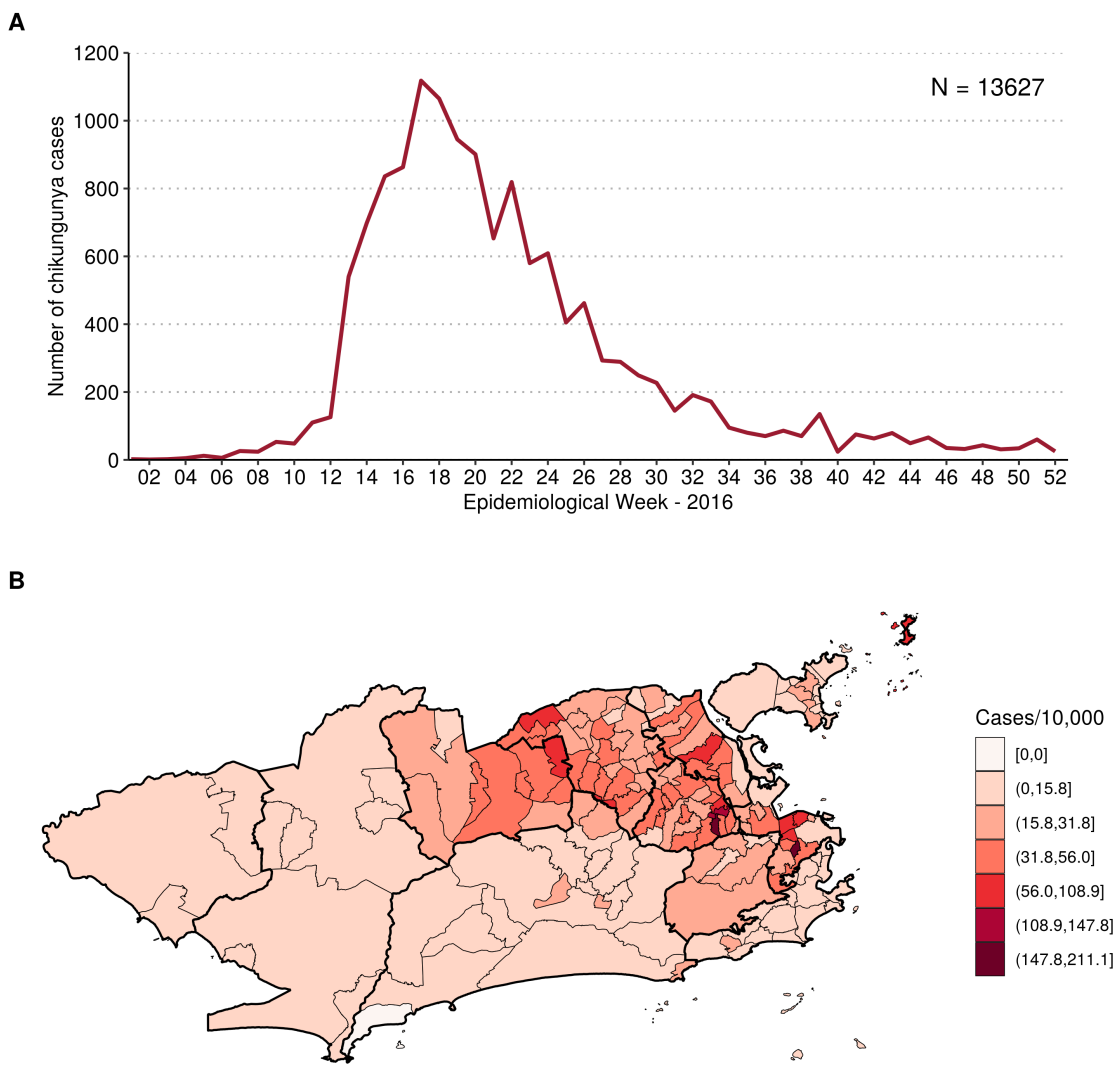 A
1200
1000
800
600
400
200
0
Number of chikungunya cases
N = 13627
02 04 06 08 10 12 14 16 18 20 22 24 26 28 30 32 34 36 38 40 42 44 46 48 50 52
Epidemiological Week - 2016
B
Cases/10,000
[0,0]
(0,15.8]
(15.8,31.8]
(31.8,56.0]
(56.0,108.9]
(108.9,147.8]
(147.8,211.1]